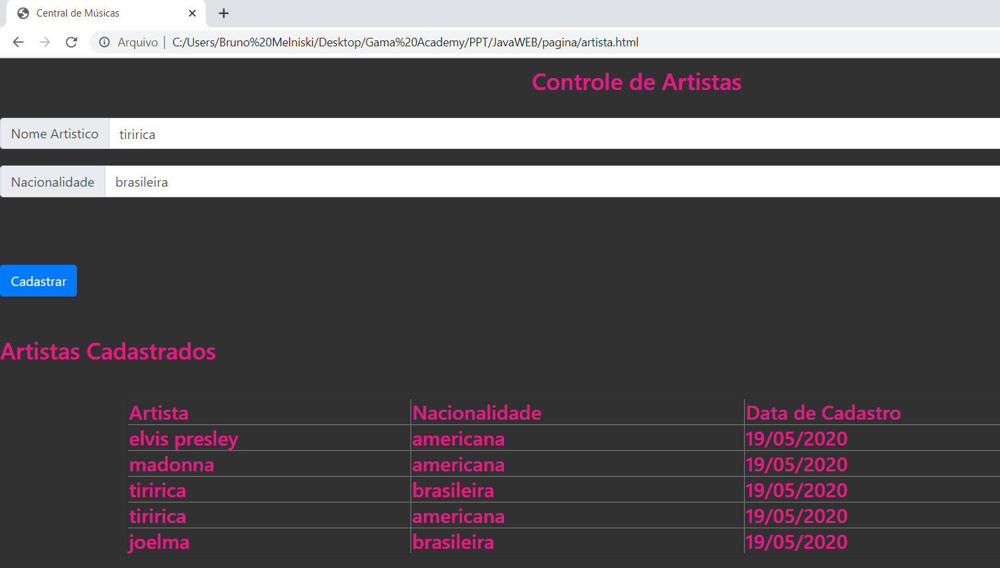 Central de Músicas
Arquivo C:/Users/Bruno%20Melniski/Desktop/Gama%20Academy/PPT/JavaWEB/pagina/artista.html
Controle de Artistas
Nome Artistico tiririca
Nacionalidade brasileira
Cadastrar
Artistas Cadastrados
Artista Nacionalidade Data de Cadastro
elvis presley americana 19/05/2020
madonna americana 19/05/2020
tiririca brasileira 19/05/2020
tiririca americana 19/05/2020
joelma brasileira 19/05/2020